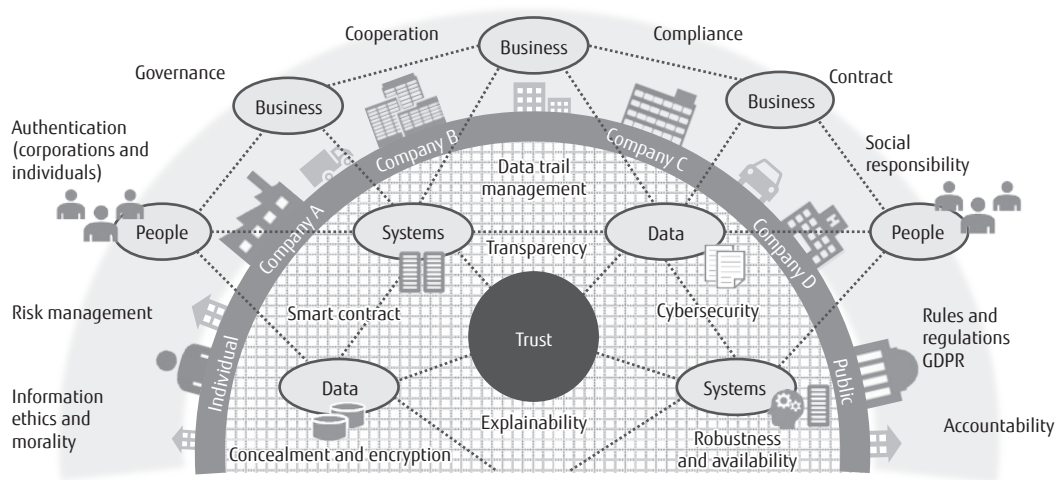 Cooperation
Business
Compliance
Governance
Business
Business
Contract
Authentication
(corporations and
individuals)
Company B
Company C
Data trail
management
Social
responsibility
People
Company A
Systems
Transparency
Data
Company D
People
Risk management
Smart contract
Trust
Cybersecurity
Rules and
regulations
GDPR
Individual
Data
Systems
Public
Information
ethics and
morality
Explainability
Concealment and encryption
Robustness
and availability
Accountability
H